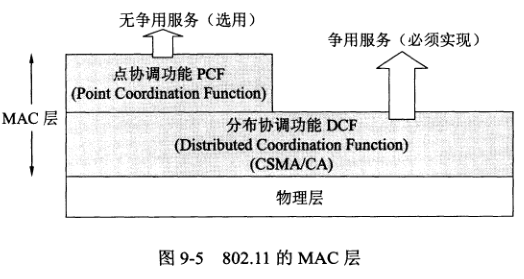 无争用服务（选用）
争用服务（必须实现）
点协调功能 PCF
(Point Coordination Function)
MAC 层
分布协调功能 DCF
(Distributed Coordination Function)
(CSMA/CA)
物理层
图 9-5 802.11 的 MAC 层